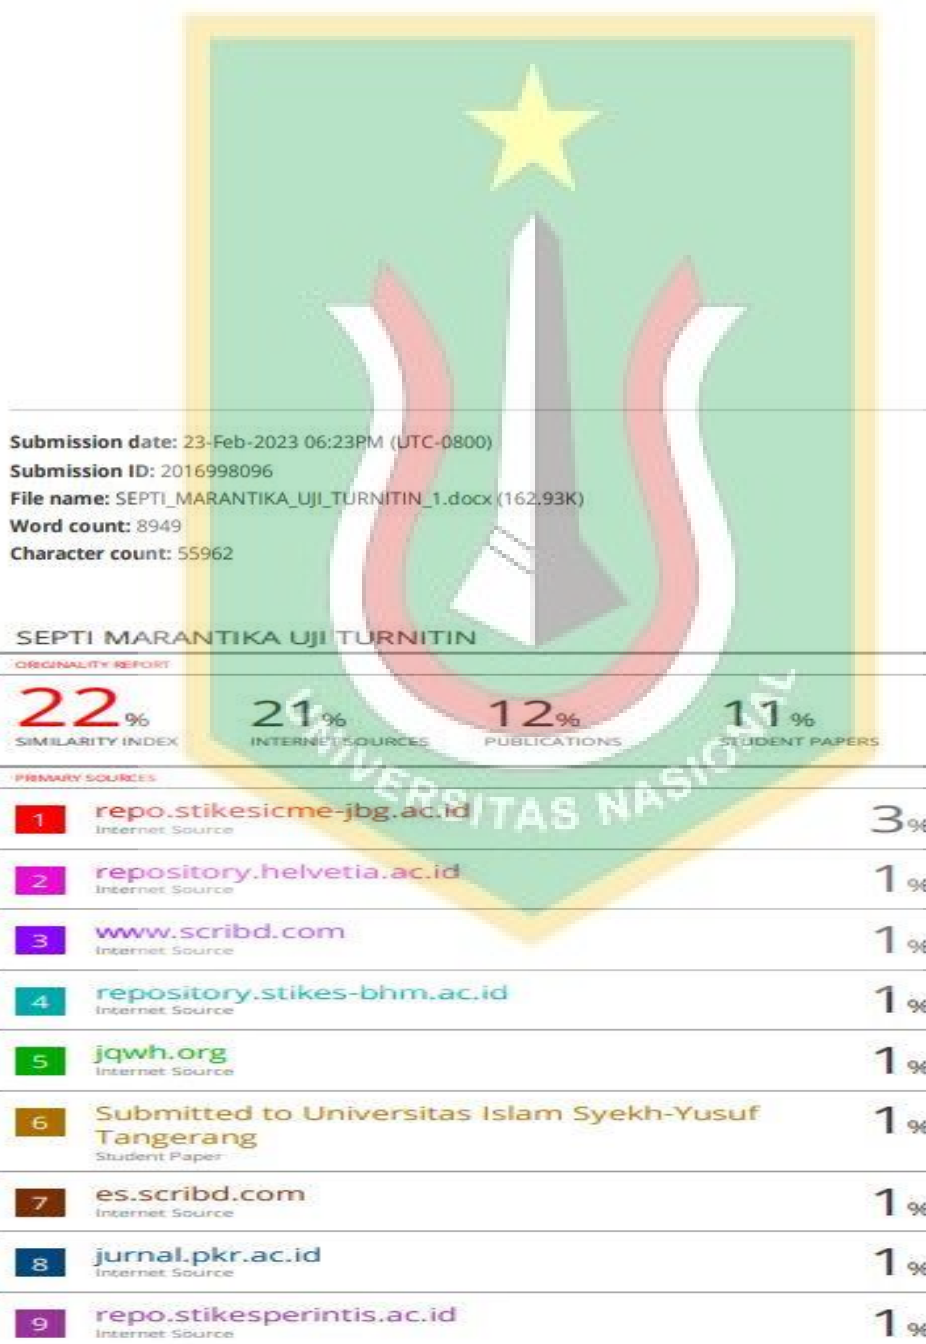 Submission date: 23-Feb-2023 06:23PM (UTC-0800)
Submission ID: 2016998096
File name: SEPTI_MARANTIKA_UJI_TURNITIN_1.docx (162.93K)
Word count: 8949
Character count: 55962
SEPTI MARANTIKA UJI TURNITIN
ORIGINALITY REPORT
22% 21% 12% 11%
SIMILARITY INDEX INTERNET SOURCES PUBLICATIONS STUDENT PAPERS
UNIVERSITAS NASIONAL
PRIMARY SOURCES
1 repo.stikesicme-jbg.ac.id 3%
Internet Source
2 repository.helvetia.ac.id 1%
Internet Source
3 www.scribd.com 1%
Internet Source
4 repository.stikes-bhm.ac.id 1%
Internet Source
5 jqwh.org 1%
Internet Source
6 Submitted to Universitas Islam Syekh-Yusuf 1%
Tangerang
Student Paper
7 es.scribd.com 1%
Internet Source
8 jurnal.pkr.ac.id 1%
Internet Source
9 repo.stikesperintis.ac.id 1%
Internet Source